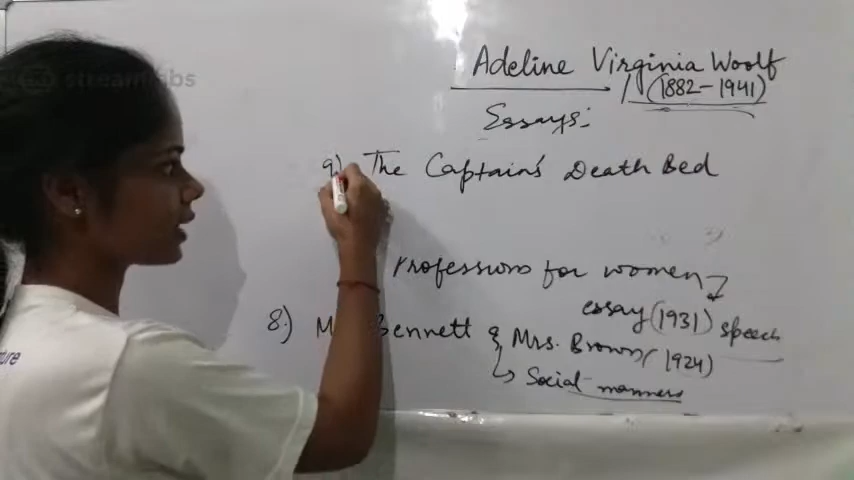 Adeline Virginia Woolf
(1882-1941)
Essays:
9) The Captain's Death Bed
Professions for women
essay (1931) speech
8.) Bennett & Mrs. Brown (1924)
Social manners